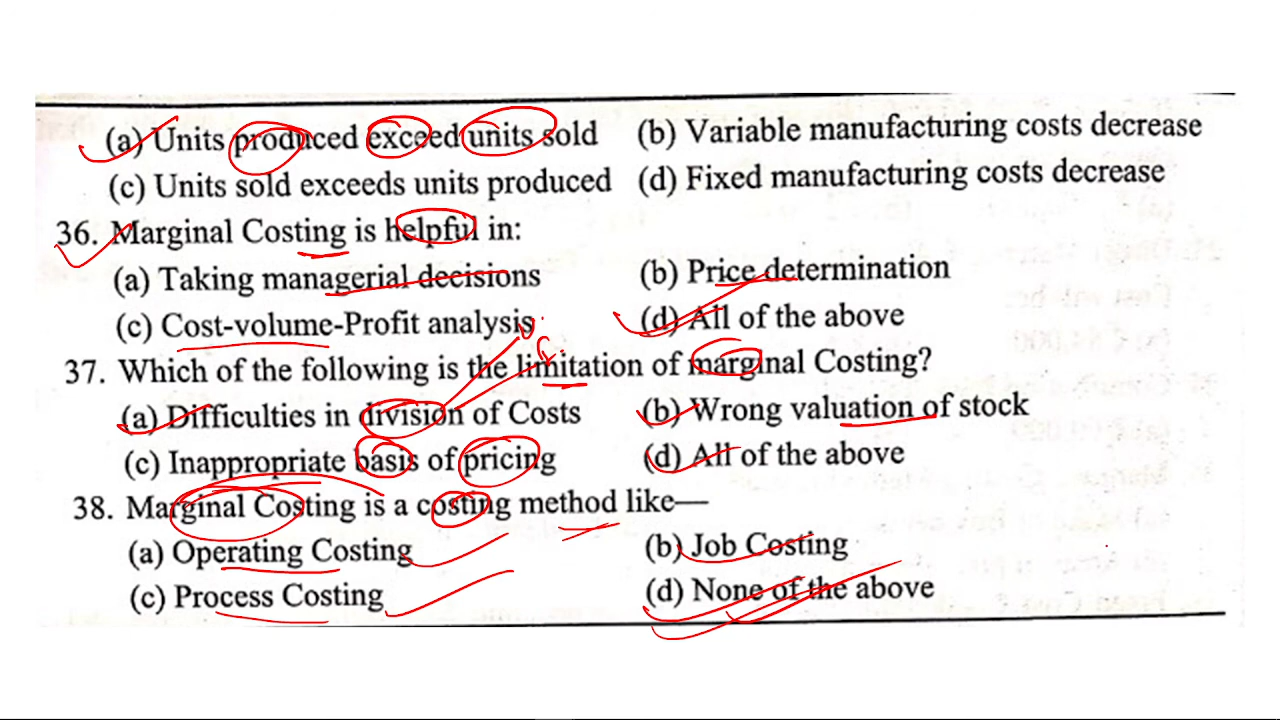 (a) Units produced exceed units sold (b) Variable manufacturing costs decrease
(c) Units sold exceeds units produced (d) Fixed manufacturing costs decrease
36. Marginal Costing is helpful in:
(a) Taking managerial decisions (b) Price determination
(c) Cost-volume-Profit analysis (d) All of the above
37. Which of the following is the limitation of marginal Costing?
(a) Difficulties in division of Costs (b) Wrong valuation of stock
(c) Inappropriate basis of pricing (d) All of the above
38. Marginal Costing is a costing method like—
(a) Operating Costing (b) Job Costing
(c) Process Costing (d) None of the above